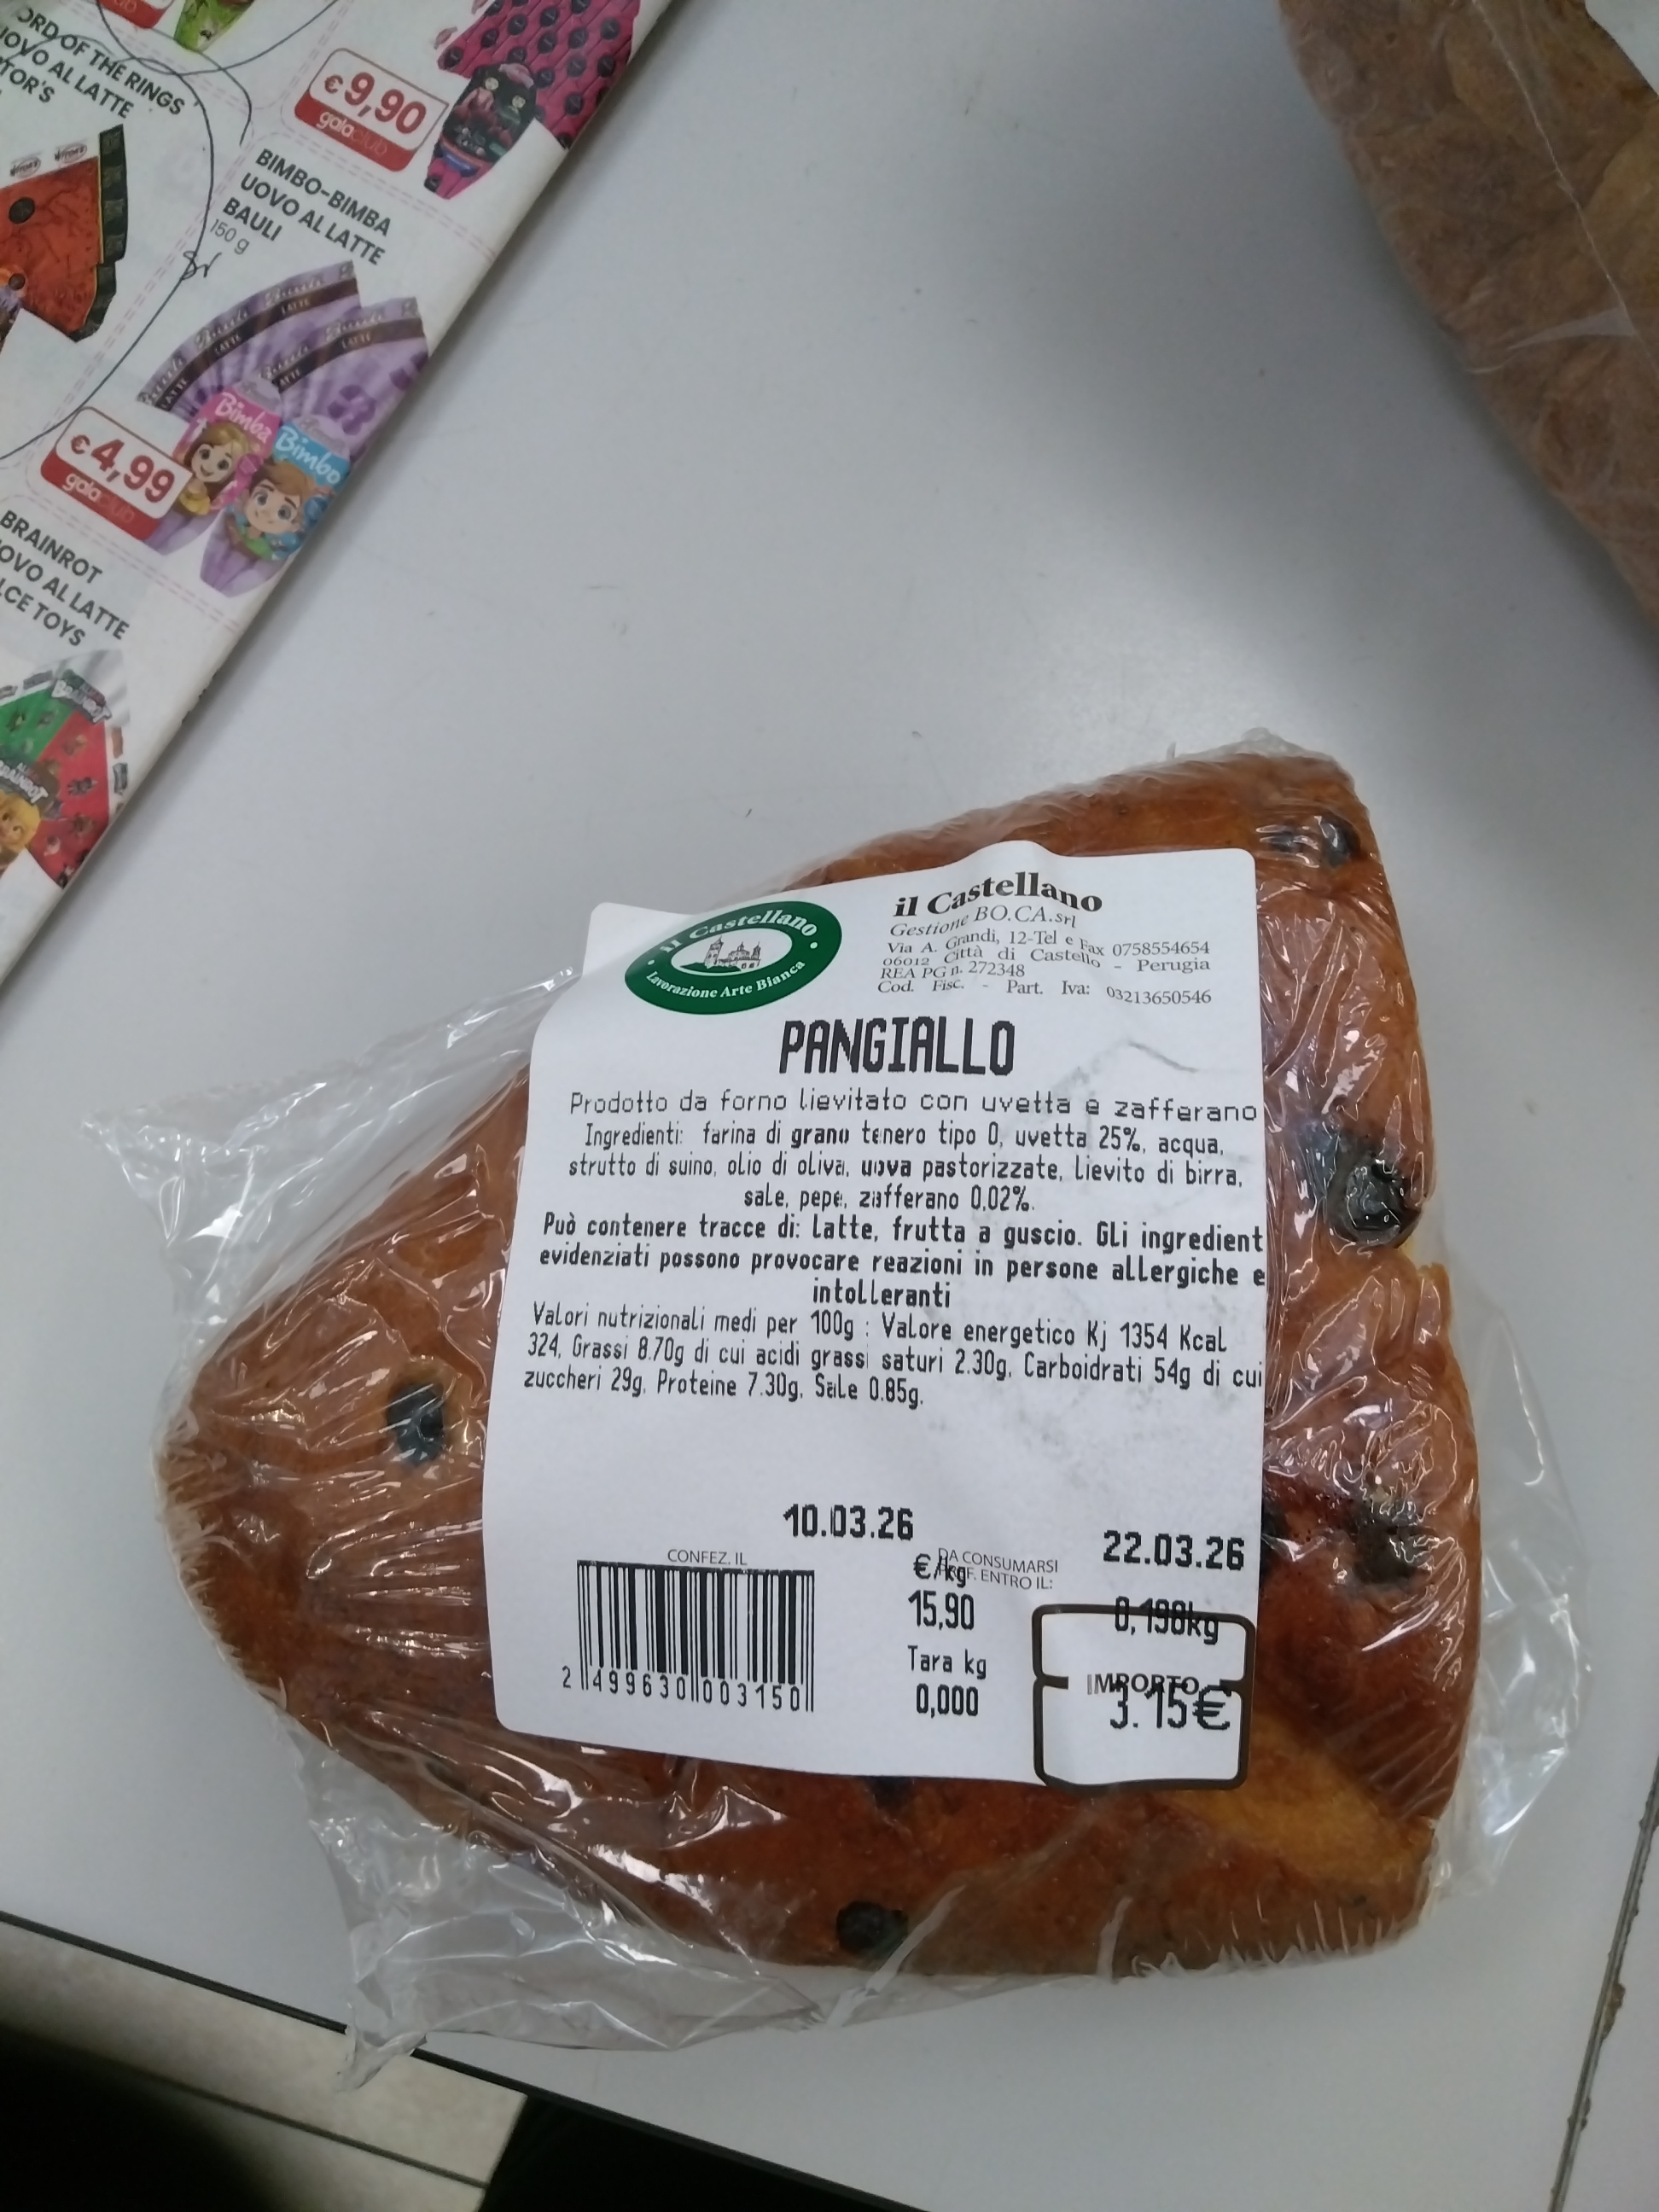 ORD OF THE RINGS
UOVO AL LATTE
€9,90
gala club
BIMBO-BIMBA
UOVO AL LATTE
BAULI
150 g
LATTE
LATTE
Bimba
Bimbo
€4,99
gala club
BRAINROT
UOVO AL LATTE
TOYS
il Castellano
Lavorazione Arte Bianca
il Castellano
Gestione BO.CA.srl
Via A. Grandi, 12-Tel e Fax 0758554654
06012 Città di Castello - Perugia
REA PG n. 272348
Cod. Fisc. - Part. Iva: 03213650546
PANGIALLO
Prodotto da forno lievitato con uvetta e zafferano
Ingredienti: farina di grano tenero tipo 0, uvetta 25%, acqua,
strutto di suino, olio di oliva, uova pastorizzate, lievito di birra,
sale, pepe, zafferano 0.02%.
Può contenere tracce di: latte, frutta a guscio. Gli ingredient
evidenziati possono provocare reazioni in persone allergiche e
intolleranti
Valori nutrizionali medi per 100g : Valore energetico Kj 1354 Kcal
324, Grassi 8.70g di cui acidi grassi saturi 2.30g, Carboidrati 54g di cui
zuccheri 29g, Proteine 7.30g, Sale 0.85g.
10.03.26
22.03.26
CONFEZ. IL
DA CONSUMARSI
ENTRO IL:
€/kg
15,90
0,198kg
Tara kg
0,000
IMPORTO
3.15€
2 499630 003150